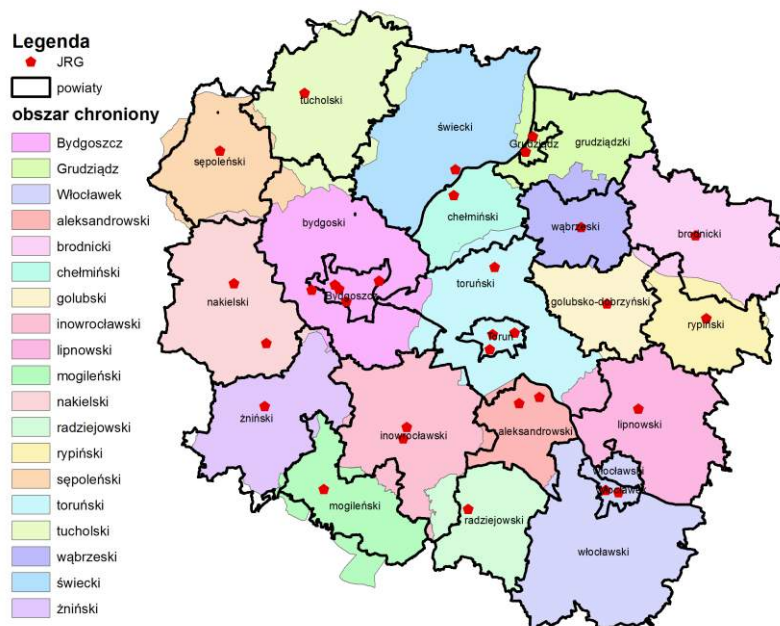 Legenda
JRG
powiaty
obszar chroniony
Bydgoszcz
Grudziądz
Włocławek
aleksandrowski
brodnicki
chełmiński
golubski
inowrocławski
lipnowski
mogileński
nakielski
radziejowski
rypiński
sępoleński
toruński
tucholski
wąbrzeski
świecki
żniński
tucholski
świecki
Grudziądz
grudziądzki
sępoleński
chełmiński
wąbrzeski
brodnicki
bydgoski
nakielski
Bydgoszcz
toruński
Toruń
golubsko-dobrzyński
rypiński
żniński
inowrocławski
aleksandrowski
lipnowski
włocławski
Włocławek
mogileński
radziejowski
włocławski